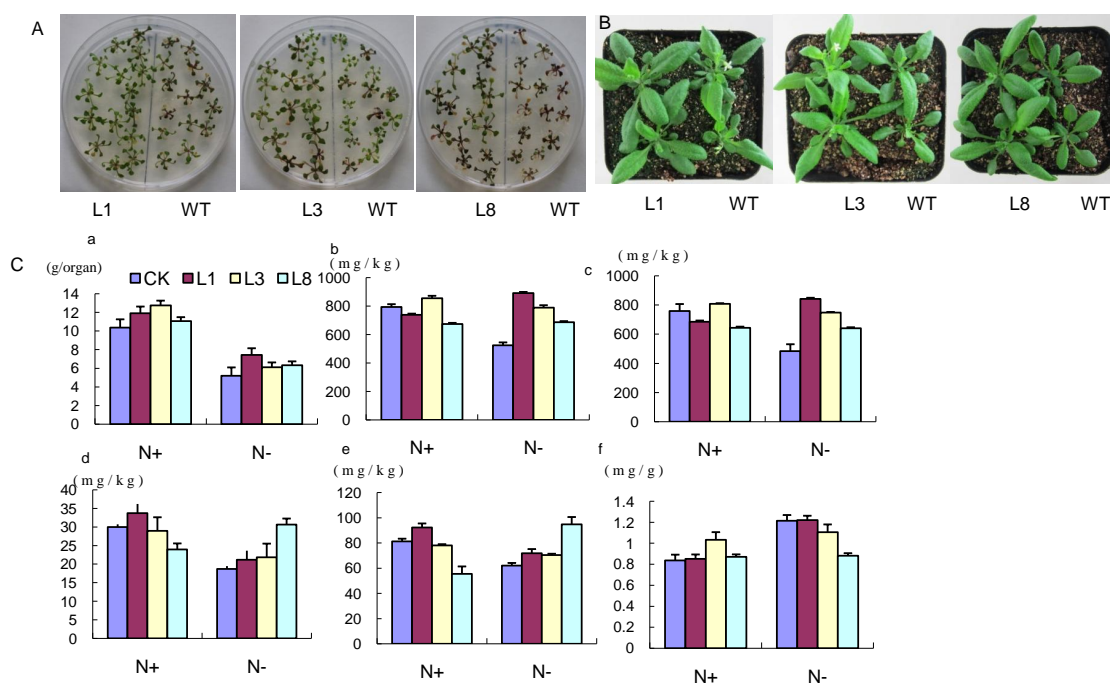 A
B
L1 WT L3 WT L8 WT
L1 WT L3 WT L8 WT
C
a
(g/organ)
CK L1 L3 L8
14
12
10
8
6
4
2
0
N+ N-
b
(mg/kg)
1000
800
600
400
200
0
N+ N-
c
(mg/kg)
1000
800
600
400
200
0
N+ N-
d
(mg/kg)
40
35
30
25
20
15
10
5
0
N+ N-
e
(mg/kg)
120
100
80
60
40
20
0
N+ N-
f
(mg/g)
1.4
1.2
1
0.8
0.6
0.4
0.2
0
N+ N-